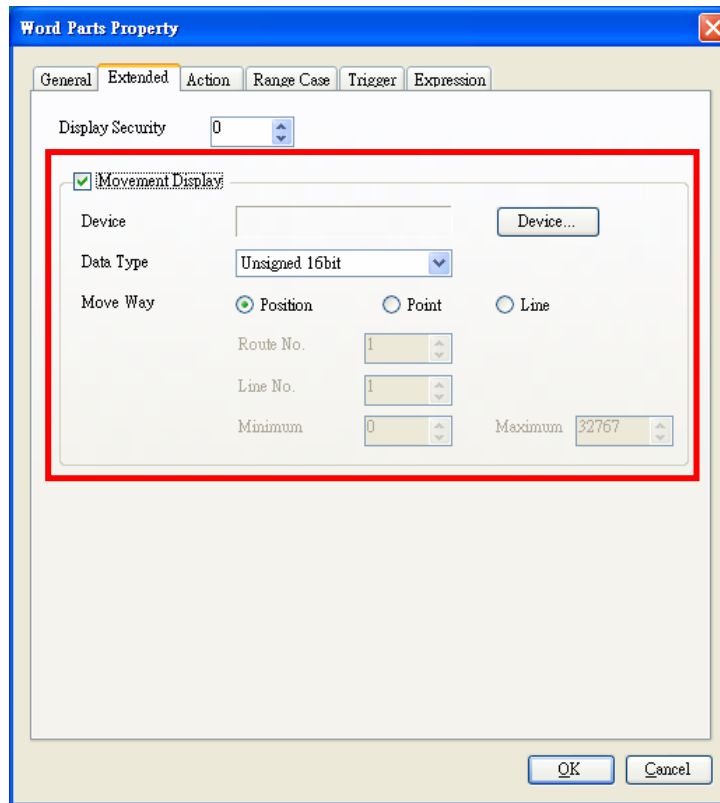 Word Parts Property
General Extended Action Range Case Trigger Expression
Display Security 0
Movement Display
Device Device...
Data Type Unsigned 16bit
Move Way Position Point Line
Route No. 1
Line No. 1
Minimum 0 Maximum 32767
OK Cancel